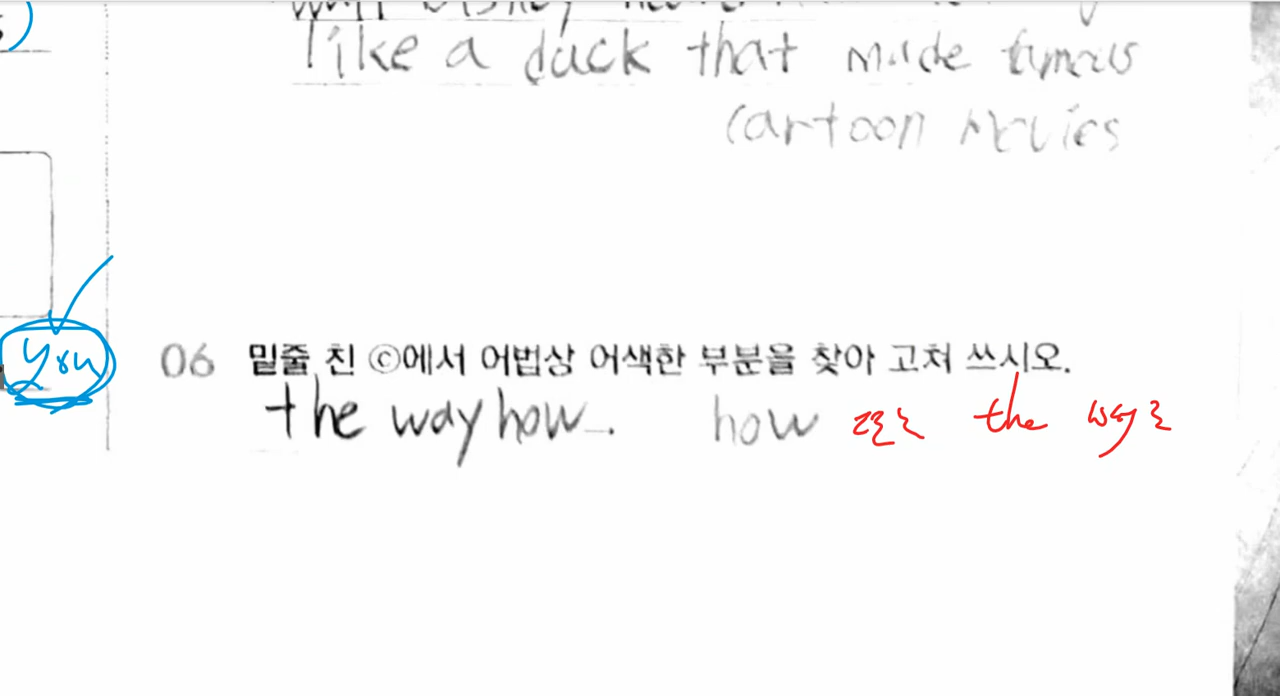 like a duck that made famous
cartoon movies
you
06 밑줄 친 ⓒ에서 어법상 어색한 부분을 찾아 고쳐 쓰시오.
the way how. how 또는 the way로